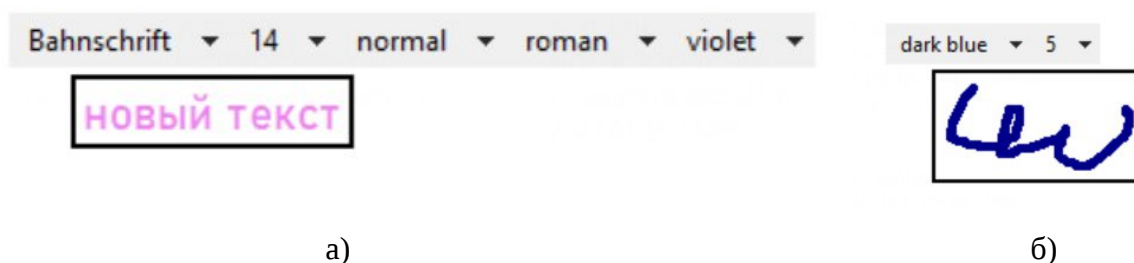 Bahnschrift 14 normal roman violet
dark blue 5
новый текст
а)
б)